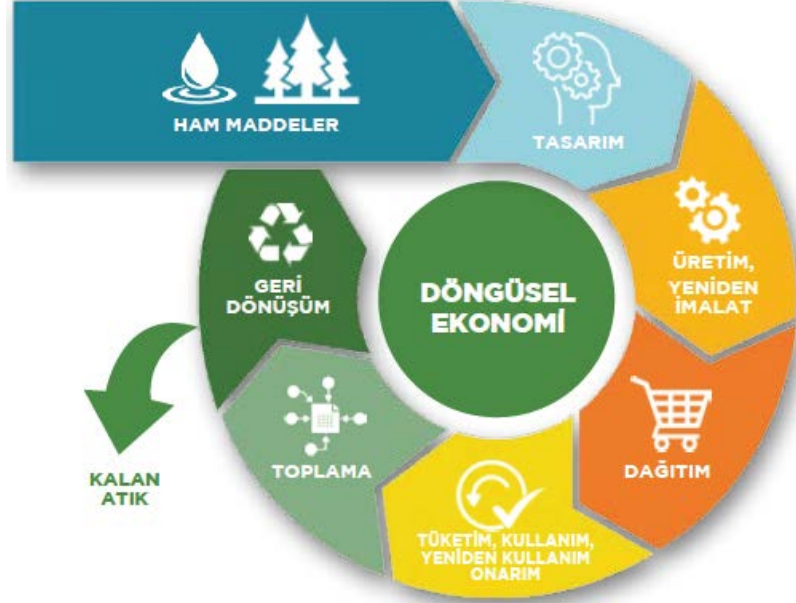 HAM MADDELER
TASARIM
ÜRETİM,
YENİDEN
İMALAT
DAĞITIM
TÜKETİM, KULLANIM,
YENİDEN KULLANIM
ONARIM
TOPLAMA
GERİ
DÖNÜŞÜM
KALAN
ATIK
DÖNGÜSEL
EKONOMİ